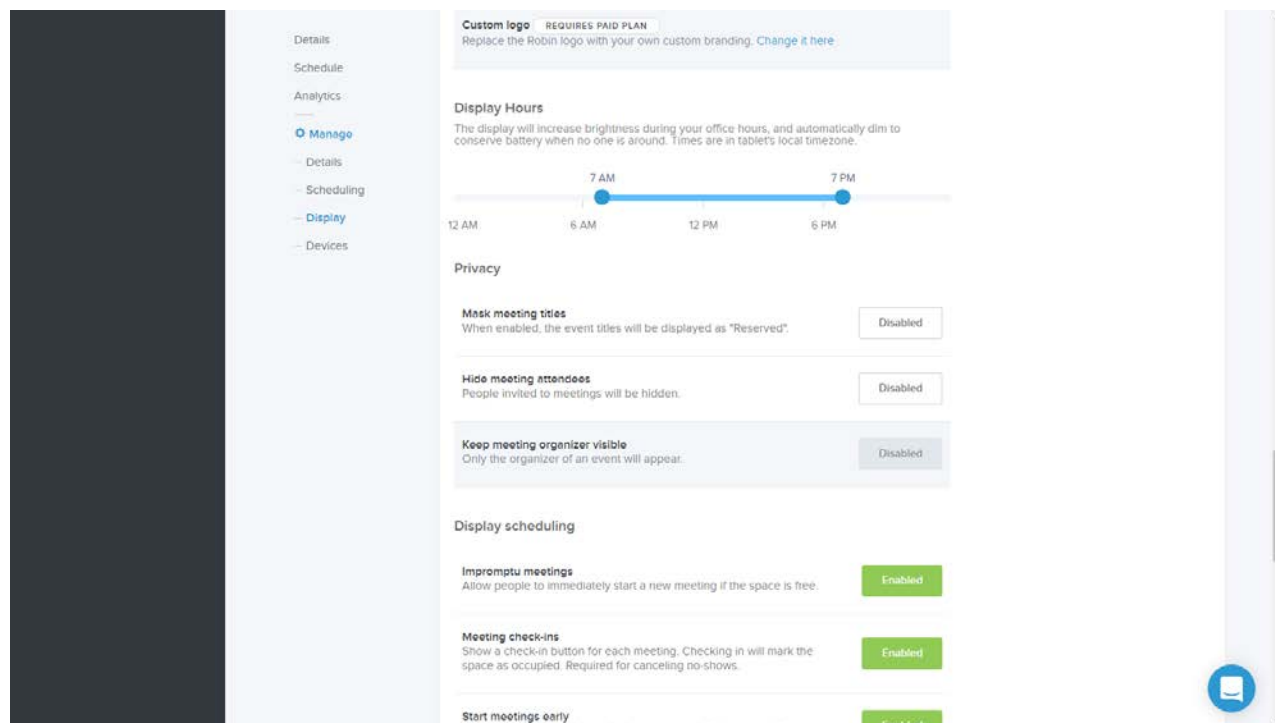 Details
Schedule
Analytics
Manage
Details
Scheduling
Display
Devices
Custom logo REQUIRES PAID PLAN
Replace the Robin logo with your own custom branding. Change it here
Display Hours
The display will increase brightness during your office hours, and automatically dim to
conserve battery when no one is around. Times are in tablet's local timezone.
7 AM 7 PM
12 AM 6 AM 12 PM 6 PM
Privacy
Mask meeting titles
When enabled, the event titles will be displayed as "Reserved".
Disabled
Hide meeting attendees
People invited to meetings will be hidden.
Disabled
Keep meeting organizer visible
Only the organizer of an event will appear.
Disabled
Display scheduling
Impromptu meetings
Allow people to immediately start a new meeting if the space is free.
Enabled
Meeting check-ins
Show a check-in button for each meeting. Checking in will mark the
space as occupied. Required for canceling no-shows.
Enabled
Start meetings early